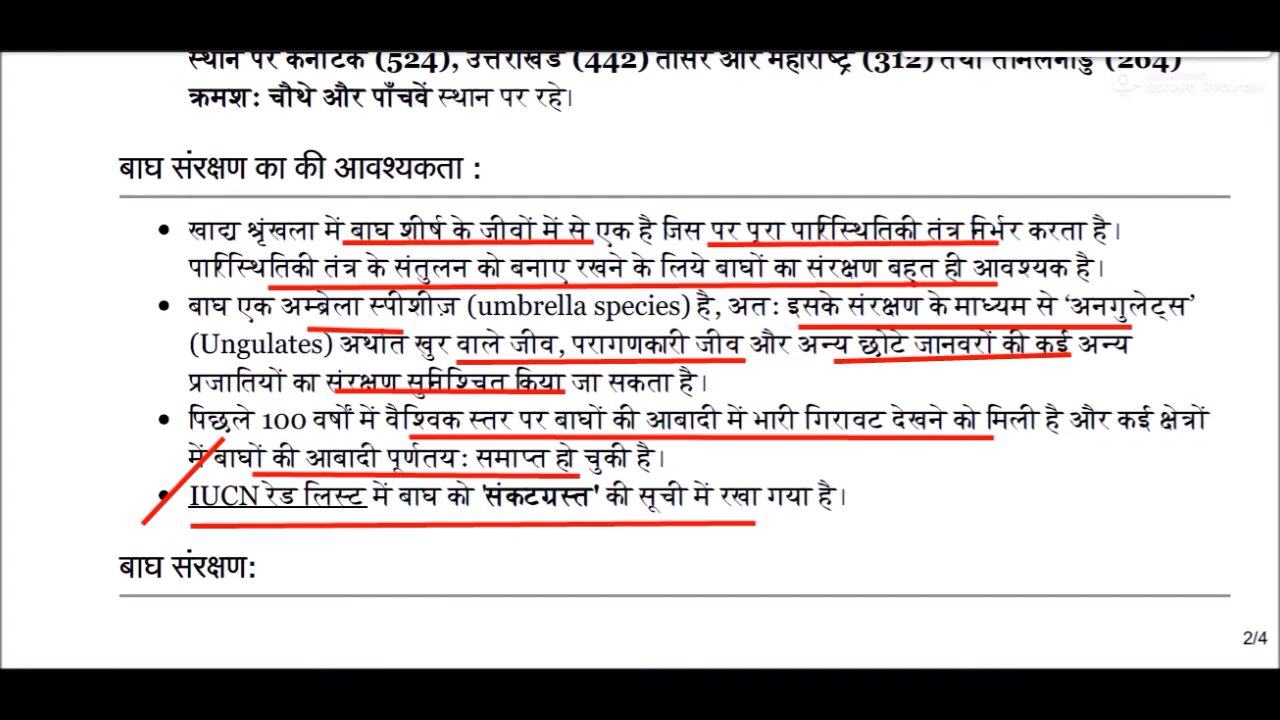 स्थान पर कर्नाटक (524), उत्तराखंड (442) तीसरे और महाराष्ट्र (312) तथा तमिलनाडु (264)
क्रमशः चौथे और पाँचवें स्थान पर रहे।
बाघ संरक्षण का की आवश्यकता :
खाद्य श्रृंखला में बाघ शीर्ष के जीवों में से एक है जिस पर पूरा पारिस्थितिकी तंत्र निर्भर करता है।
पारिस्थितिकी तंत्र के संतुलन को बनाए रखने के लिये बाघों का संरक्षण बहुत ही आवश्यक है।
बाघ एक अम्ब्रेला स्पीशीज़ (umbrella species) है, अतः इसके संरक्षण के माध्यम से ‘अनगुलेट्स’
(Ungulates) अर्थात खुर वाले जीव, परागणकारी जीव और अन्य छोटे जानवरों की कई अन्य
प्रजातियों का संरक्षण सुनिश्चित किया जा सकता है।
पिछले 100 वर्षों में वैश्विक स्तर पर बाघों की आबादी में भारी गिरावट देखने को मिली है और कई क्षेत्रों
में बाघों की आबादी पूर्णतयः समाप्त हो चुकी है।
IUCN रेड लिस्ट में बाघ को 'संकटग्रस्त' की सूची में रखा गया है।
बाघ संरक्षण:
2/4